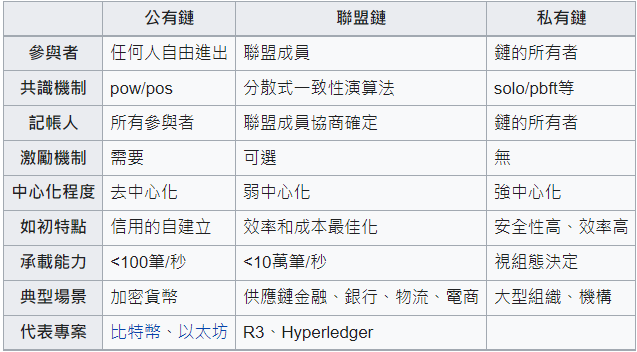 公有鏈 聯盟鏈 私有鏈
參與者 任何人自由進出 聯盟成員 鏈的所有者
共識機制 pow/pos 分散式一致性演算法 solo/pbft等
記帳人 所有參與者 聯盟成員協商確定 鏈的所有者
激勵機制 需要 可選 無
中心化程度 去中心化 弱中心化 強中心化
如初特點 信用的自建立 效率和成本最佳化 安全性高、效率高
承載能力 <100筆/秒 <10萬筆/秒 視組態決定
典型場景 加密貨幣 供應鏈金融、銀行、物流、電商 大型組織、機構
代表專案 比特幣、以太坊 R3、Hyperledger